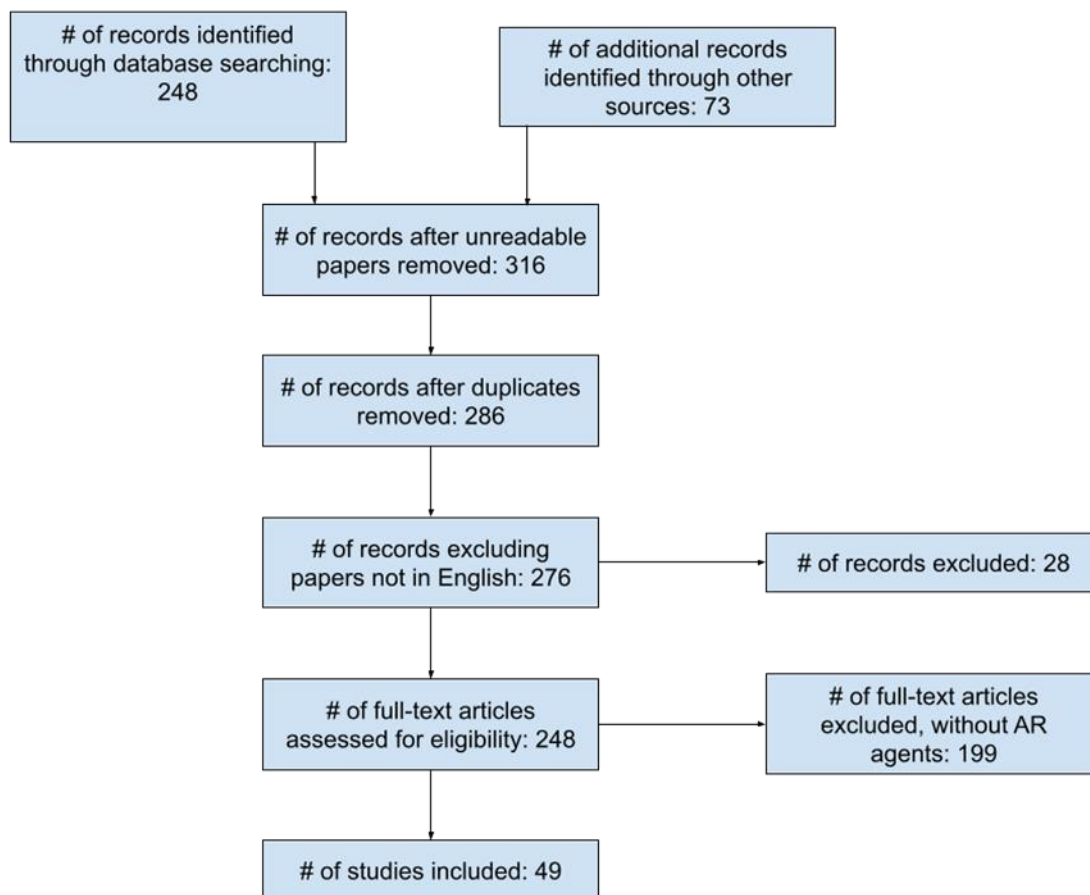 # of records identified
through database searching:
248
# of additional records
identified through other
sources: 73
# of records after unreadable
papers removed: 316
# of records after duplicates
removed: 286
# of records excluding
papers not in English: 276
# of records excluded: 28
# of full-text articles
assessed for eligibility: 248
# of full-text articles
excluded, without AR
agents: 199
# of studies included: 49